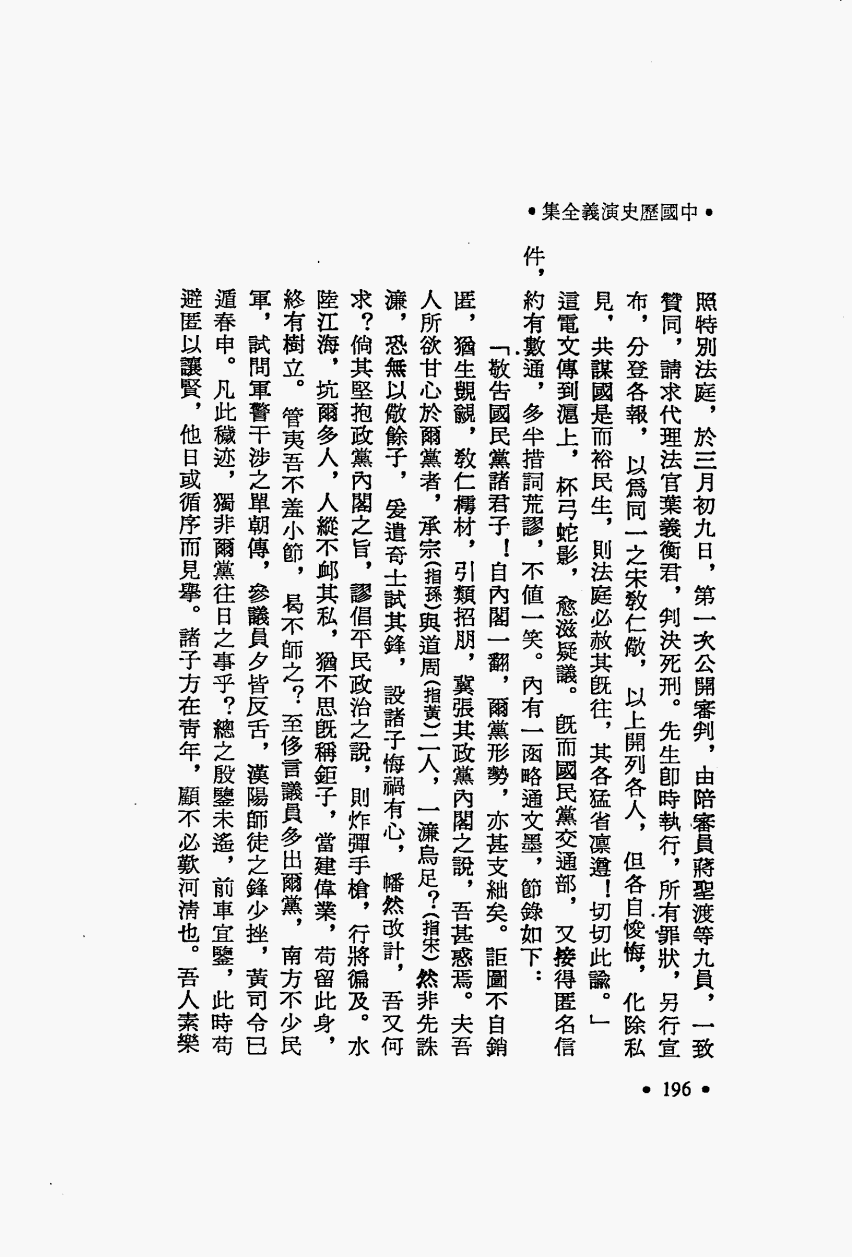 •中國歷史演義全集•
照特別法庭，於三月初九日，第一次公開審判，由陪審員蔣聖渡等九員，一致
贊同，請求代理法官葉義衡君，判決死刑。先生卽時執行，所有罪狀，另行宣
布，分登各報，以爲同一之宋敎仁儆，以上開列各人，但各自悛悔，化除私
見，共謀國是而裕民生，則法庭必赦其旣往，其各猛省凛遵！切切此諭。」
這電文傳到滬上，杯弓蛇影，愈滋疑議。旣而國民黨交通部，又接得匿名信
件，約有數通，多半措詞荒謬，不値一笑。內有一函略通文墨，節錄如下：
「敬告國民黨諸君子！自內閣一翻，爾黨形勢，亦甚支絀矣。詎圖不自銷
匿，猶生覬覦，敎仁樗材，引類招朋，冀張其政黨內閣之說，吾甚惑焉。夫吾
人所欲甘心於爾黨者，承宗(指孫)與道周(指黃)二人，一濂烏足？(指宋)然非先誅
濂，恐無以儆餘子，爰遣奇士試其鋒，設諸子悔禍有心，幡然改計，吾又何
求？倘其堅抱政黨內閣之旨，謬倡平民政治之說，則炸彈手槍，行將徧及。水
陸江海，坑爾多人，人縱不卹其私，猶不思旣稱鉅子，當建偉業，苟留此身，
終有樹立。管夷吾不羞小節，曷不師之？至侈言議員多出爾黨，南方不少民
軍，試問軍警干涉之單朝傳，參議員夕皆反舌，漢陽師徒之鋒少挫，黃司令已
遁春申。凡此穢迹，獨非爾黨往日之事乎？總之殷鑒未遙，前車宜鑒，此時苟
避匿以讓賢，他日或循序而見擧。諸子方在靑年，顧不必歎河淸也。吾人素樂
•196•